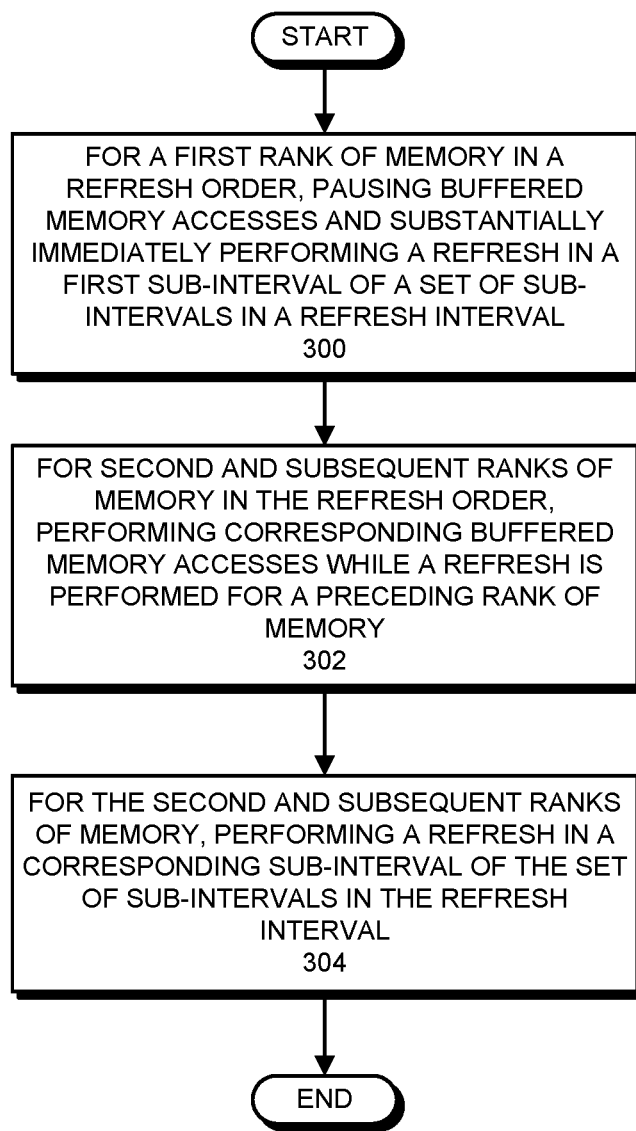 START
FOR A FIRST RANK OF MEMORY IN A
REFRESH ORDER, PAUSING BUFFERED
MEMORY ACCESSES AND SUBSTANTIALLY
IMMEDIATELY PERFORMING A REFRESH IN A
FIRST SUB-INTERVAL OF A SET OF SUB-
INTERVALS IN A REFRESH INTERVAL
300
FOR SECOND AND SUBSEQUENT RANKS OF
MEMORY IN THE REFRESH ORDER,
PERFORMING CORRESPONDING BUFFERED
MEMORY ACCESSES WHILE A REFRESH IS
PERFORMED FOR A PRECEDING RANK OF
MEMORY
302
FOR THE SECOND AND SUBSEQUENT RANKS
OF MEMORY, PERFORMING A REFRESH IN A
CORRESPONDING SUB-INTERVAL OF THE SET
OF SUB-INTERVALS IN THE REFRESH
INTERVAL
304
END